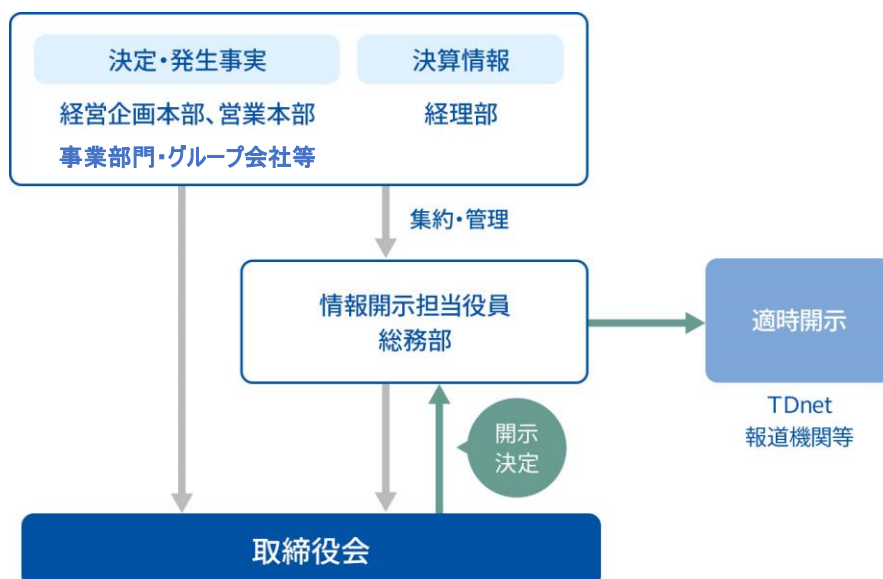 決定・発生事実
経営企画本部、営業本部
事業部門・グループ会社等
決算情報
経理部
集約・管理
情報開示担当役員
総務部
適時開示
TDnet
報道機関等
開示
決定
取締役会